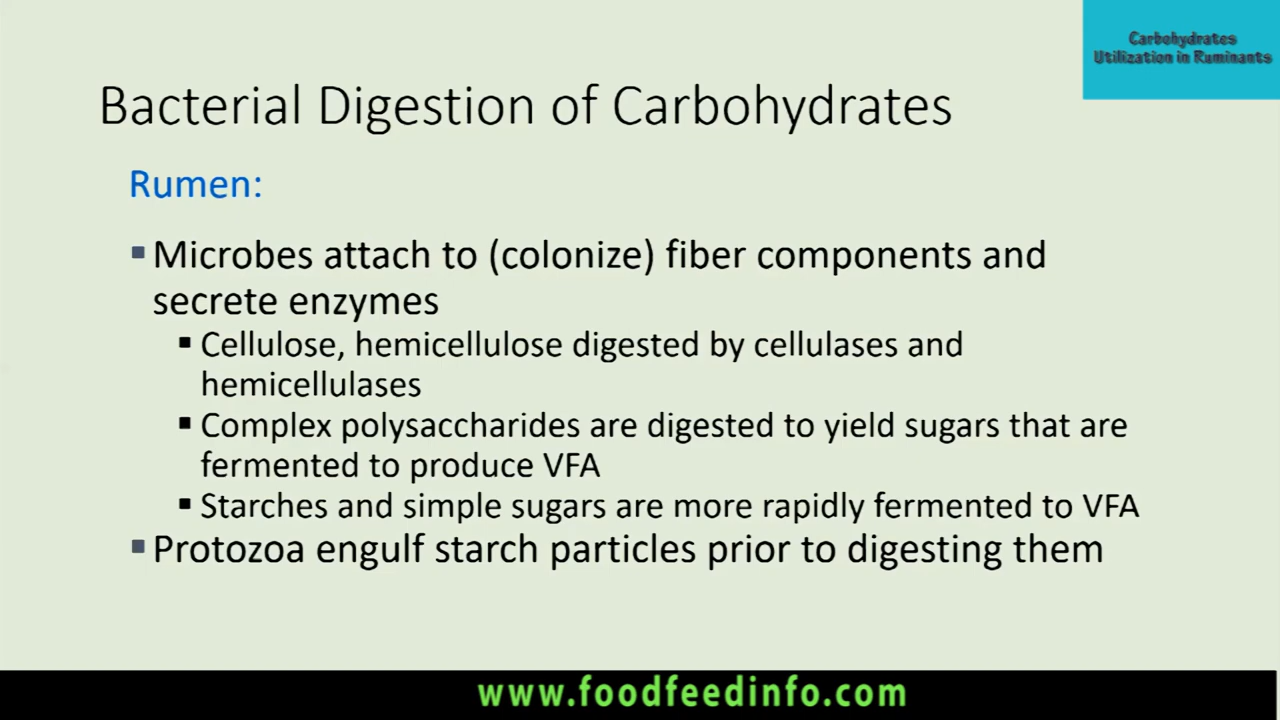 Carbohydrates
Utilization in Ruminants
Bacterial Digestion of Carbohydrates
Rumen:
▪ Microbes attach to (colonize) fiber components and
secrete enzymes
▪ Cellulose, hemicellulose digested by cellulases and
hemicellulases
▪ Complex polysaccharides are digested to yield sugars that are
fermented to produce VFA
▪ Starches and simple sugars are more rapidly fermented to VFA
▪ Protozoa engulf starch particles prior to digesting them
www.foodfeedinfo.com